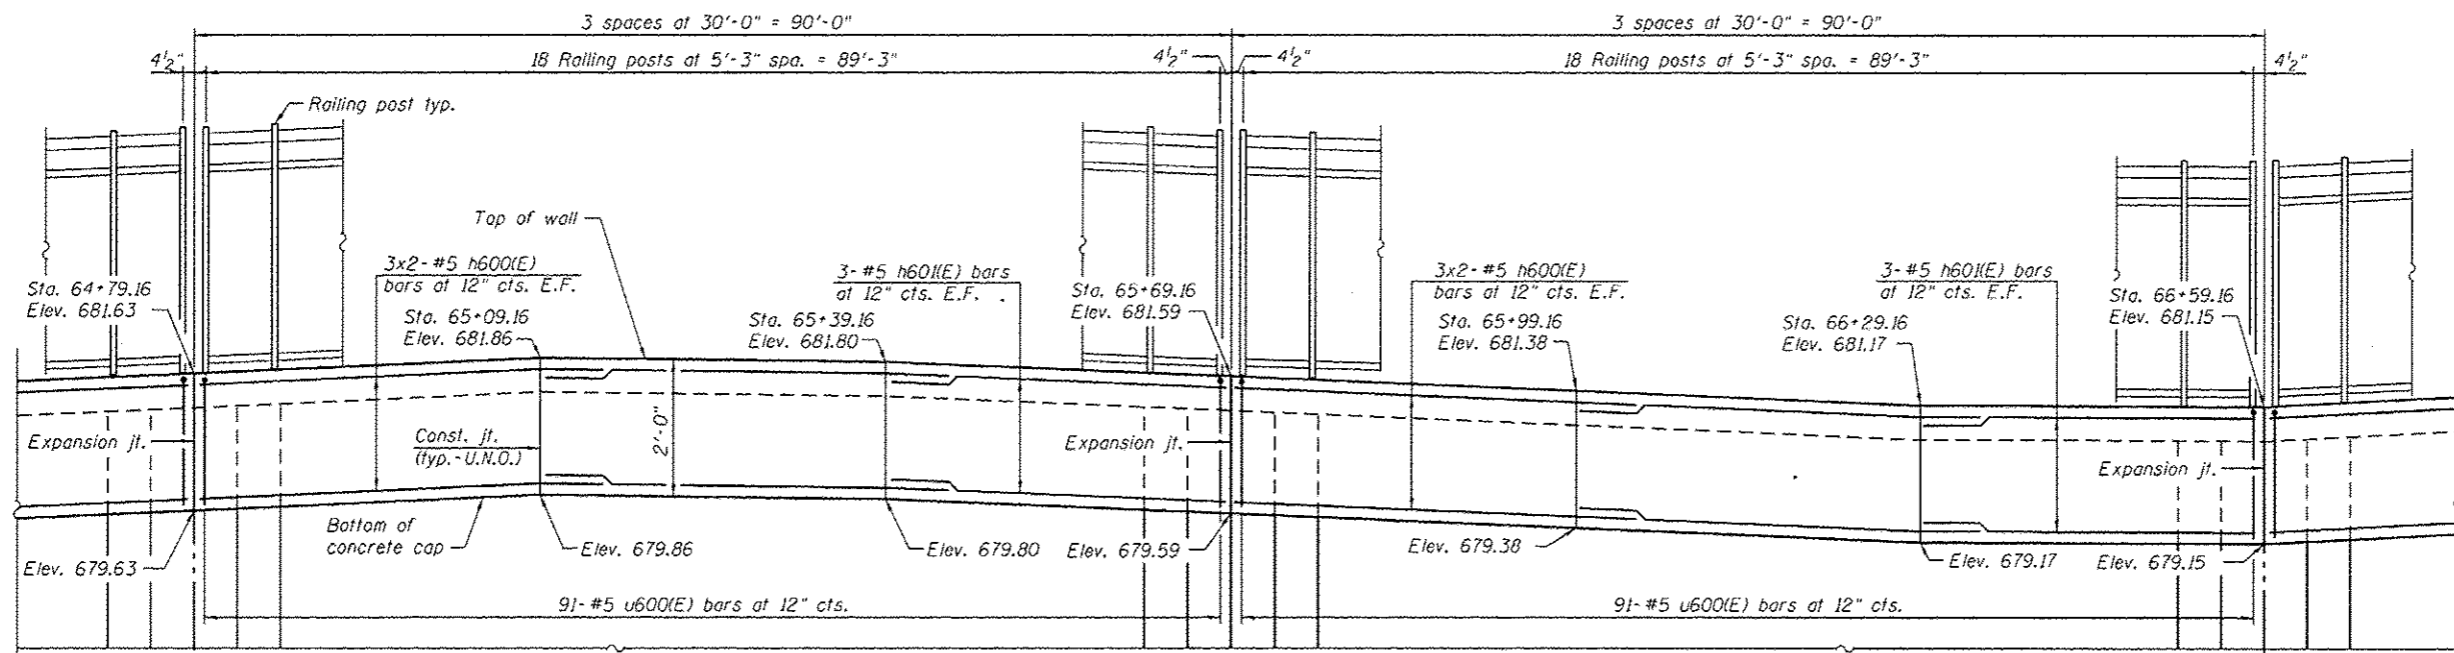 3 spaces at 30'-0" = 90'-0"
3 spaces at 30'-0" = 90'-0"
4½"
18 Railing posts at 5'-3" spa. = 89'-3"
4½"
4½"
18 Railing posts at 5'-3" spa. = 89'-3"
4½"
Railing post typ.
Top of wall
Sta. 64+79.16
Elev. 681.63
3x2-#5 h600(E)
bars at 12" cts. E.F.
Sta. 65+09.16
Elev. 681.86
3-#5 h601(E) bars
at 12" cts. E.F.
Sta. 65+39.16
Elev. 681.80
Sta. 65+69.16
Elev. 681.59
3x2-#5 h600(E)
bars at 12" cts. E.F.
Sta. 65+99.16
Elev. 681.38
3-#5 h601(E) bars
at 12" cts. E.F.
Sta. 66+29.16
Elev. 681.17
Sta. 66+59.16
Elev. 681.15
Expansion jt.
Const. jt.
(typ.-U.N.O.)
2'-0"
Expansion jt.
Expansion jt.
Bottom of
concrete cap
Elev. 679.63
Elev. 679.86
Elev. 679.80
Elev. 679.59
Elev. 679.38
Elev. 679.17
Elev. 679.15
91-#5 u600(E) bars at 12" cts.
91-#5 u600(E) bars at 12" cts.